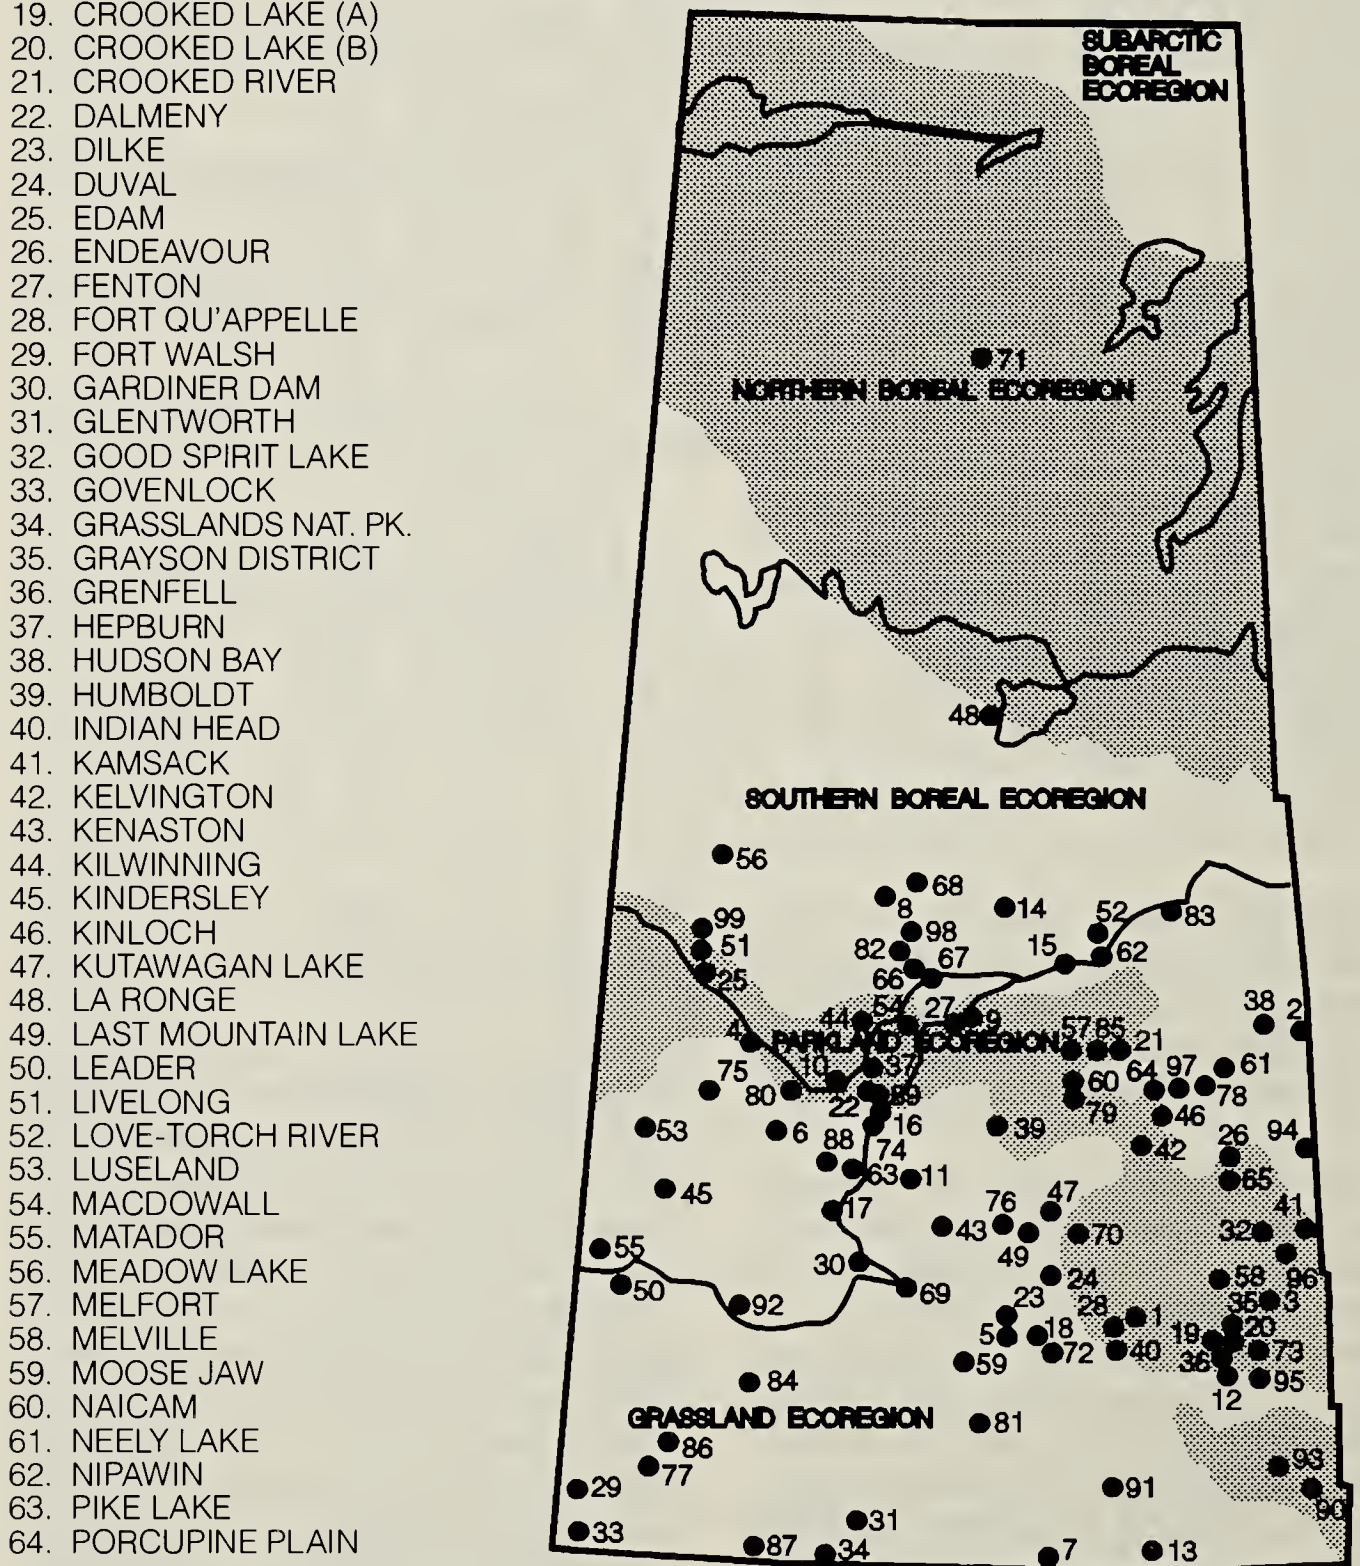 19. CROOKED LAKE (A)
20. CROOKED LAKE (B)
21. CROOKED RIVER
22. DALMENY
23. DILKE
24. DUVAL
25. EDAM
26. ENDEAVOUR
27. FENTON
28. FORT QU'APPELLE
29. FORT WALSH
30. GARDINER DAM
31. GLENTWORTH
32. GOOD SPIRIT LAKE
33. GOVENLOCK
34. GRASSLANDS NAT. PK.
35. GRAYSON DISTRICT
36. GRENFELL
37. HEPBURN
38. HUDSON BAY
39. HUMBOLDT
40. INDIAN HEAD
41. KAMSACK
42. KELVINGTON
43. KENASTON
44. KILWINNING
45. KINDERSLEY
46. KINLOCH
47. KUTAWAGAN LAKE
48. LA RONGE
49. LAST MOUNTAIN LAKE
50. LEADER
51. LIVELONG
52. LOVE-TORCH RIVER
53. LUSELAND
54. MACDOWALL
55. MATADOR
56. MEADOW LAKE
57. MELFORT
58. MELVILLE
59. MOOSE JAW
60. NAICAM
61. NEELY LAKE
62. NIPAWIN
63. PIKE LAKE
64. PORCUPINE PLAIN
SUBARCTIC
BOREAL
ECOREGION
71
NORTHERN BOREAL ECOREGION
48
SOUTHERN BOREAL ECOREGION
56
68
8
14
52
83
99
98
51
82
67
15
62
25
66
54
27
9
38
2
44
4
PARKLAND ECOREGION
57
85
21
10
37
75
80
22
89
60
64
97
61
79
78
53
6
16
39
46
88
74
42
26
94
63
11
65
45
17
76
47
41
43
49
70
32
55
30
24
58
96
50
92
69
23
28
1
35
3
5
18
19
20
59
72
40
36
73
84
12
95
GRASSLAND ECOREGION
81
86
77
93
29
91
90
33
31
87
34
7
13